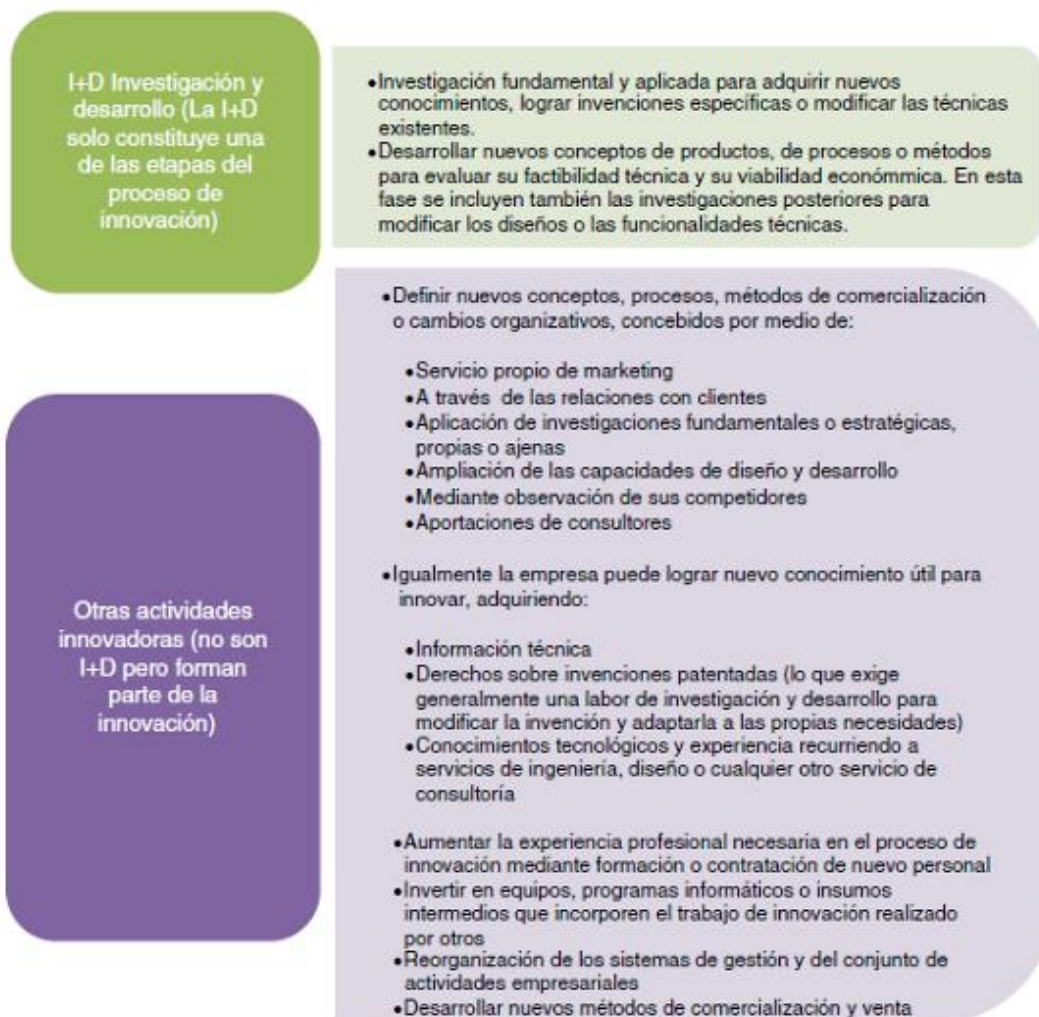 I+D Investigación y
desarrollo (La I+D
solo constituye una
de las etapas del
proceso de
innovación)
•Investigación fundamental y aplicada para adquirir nuevos
conocimientos, lograr invenciones específicas o modificar las técnicas
existentes.
•Desarrollar nuevos conceptos de productos, de procesos o métodos
para evaluar su factibilidad técnica y su viabilidad económmica. En esta
fase se incluyen también las investigaciones posteriores para
modificar los diseños o las funcionalidades técnicas.
Otras actividades
innovadoras (no son
I+D pero forman
parte de la
innovación)
•Definir nuevos conceptos, procesos, métodos de comercialización
o cambios organizativos, concebidos por medio de:
•Servicio propio de marketing
•A través de las relaciones con clientes
•Aplicación de investigaciones fundamentales o estratégicas,
propias o ajenas
•Ampliación de las capacidades de diseño y desarrollo
•Mediante observación de sus competidores
•Aportaciones de consultores
•Igualmente la empresa puede lograr nuevo conocimiento útil para
innovar, adquiriendo:
•Información técnica
•Derechos sobre invenciones patentadas (lo que exige
generalmente una labor de investigación y desarrollo para
modificar la invención y adaptarla a las propias necesidades)
•Conocimientos tecnológicos y experiencia recurriendo a
servicios de ingeniería, diseño o cualquier otro servicio de
consultoría
•Aumentar la experiencia profesional necesaria en el proceso de
innovación mediante formación o contratación de nuevo personal
•Invertir en equipos, programas informáticos o insumos
intermedios que incorporen el trabajo de innovación realizado
por otros
•Reorganización de los sistemas de gestión y del conjunto de
actividades empresariales
•Desarrollar nuevos métodos de comercialización y venta